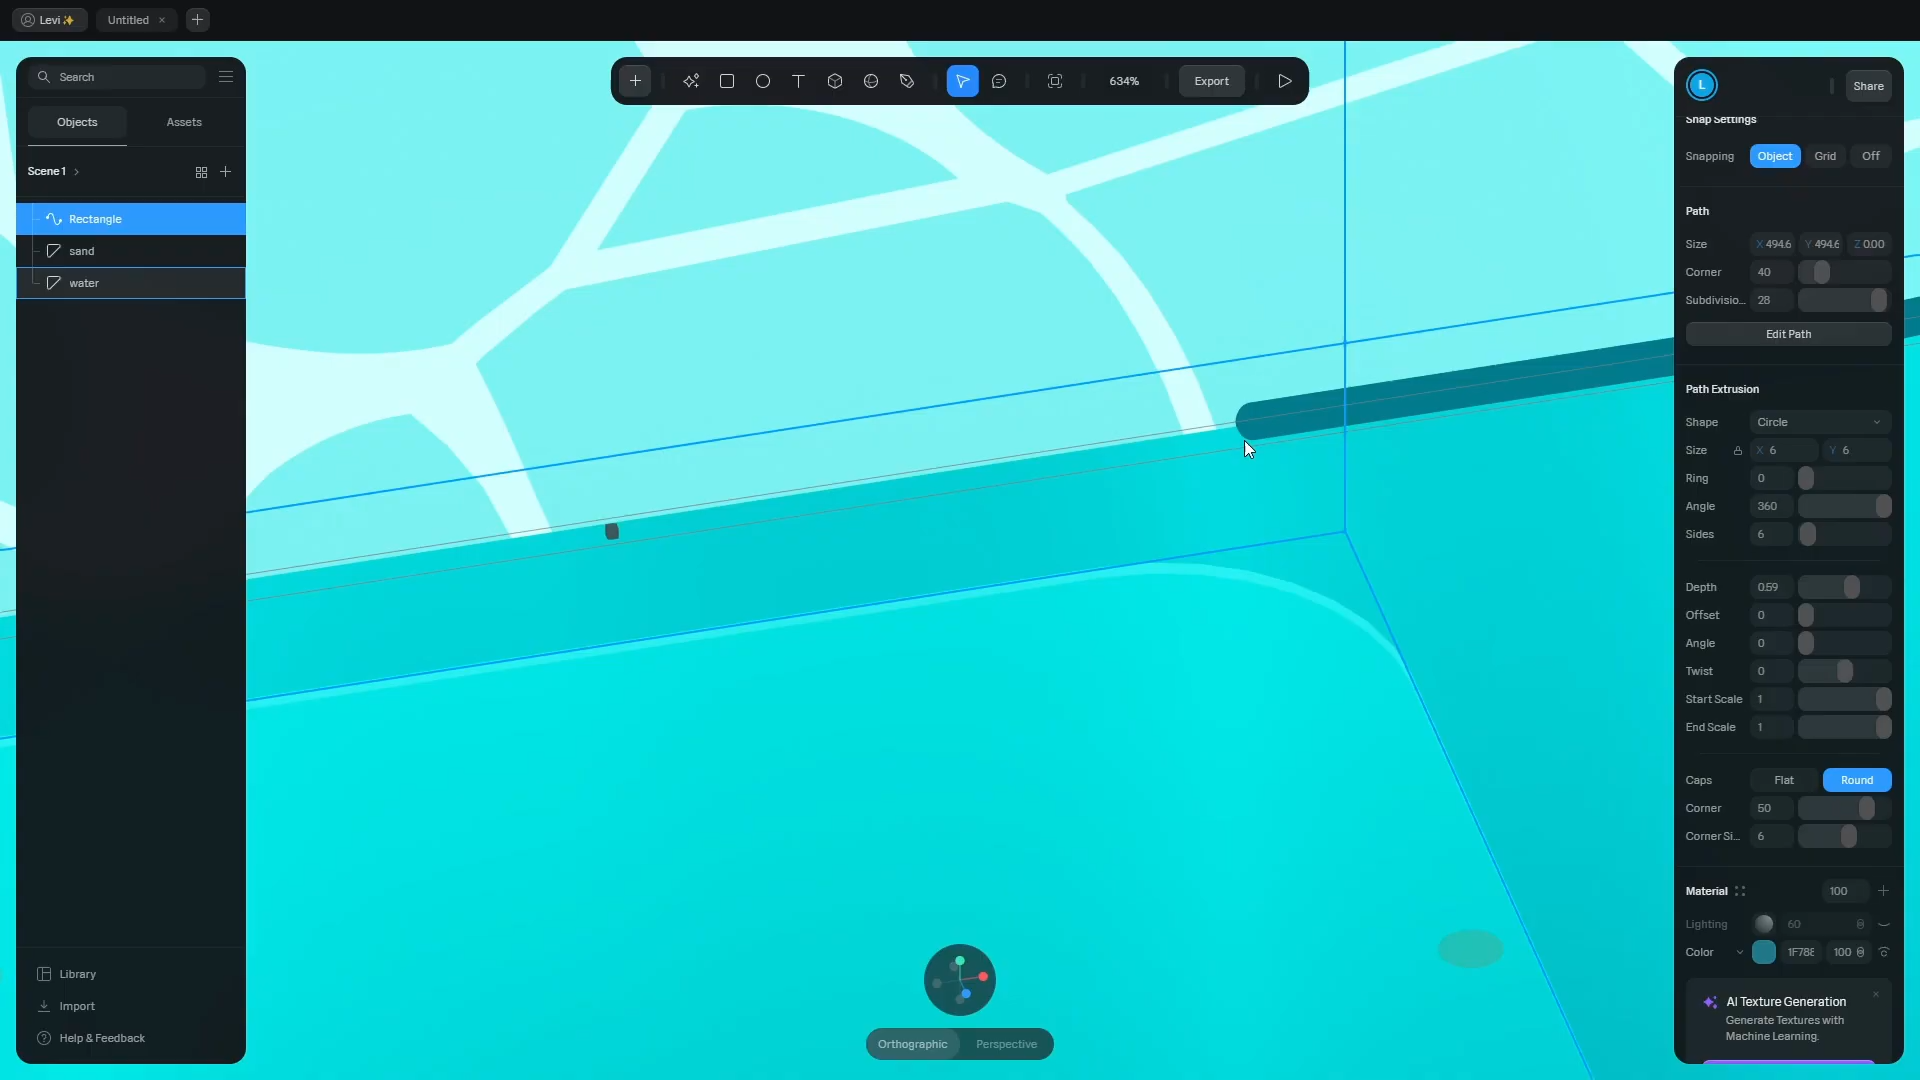 Levi✨
Untitled
634%
Export
Search
Objects
Assets
Scene 1
Rectangle
sand
water
Library
Import
Help & Feedback
Orthographic
Perspective
L
Share
Snap Settings
Snapping Object Grid Off
Path
Size X 494.6 Y 494.6 Z 0.00
Corner 40
Subdivisio... 28
Edit Path
Path Extrusion
Shape Circle
Size X 6 Y 6
Ring 0
Angle 360
Sides 6
Depth 0.59
Offset 0
Angle 0
Twist 0
Start Scale 1
End Scale 1
Caps Flat Round
Corner 50
Corner Si... 6
Material 100
Lighting 60
Color 1F78 100
AI Texture Generation
Generate Textures with
Machine Learning.